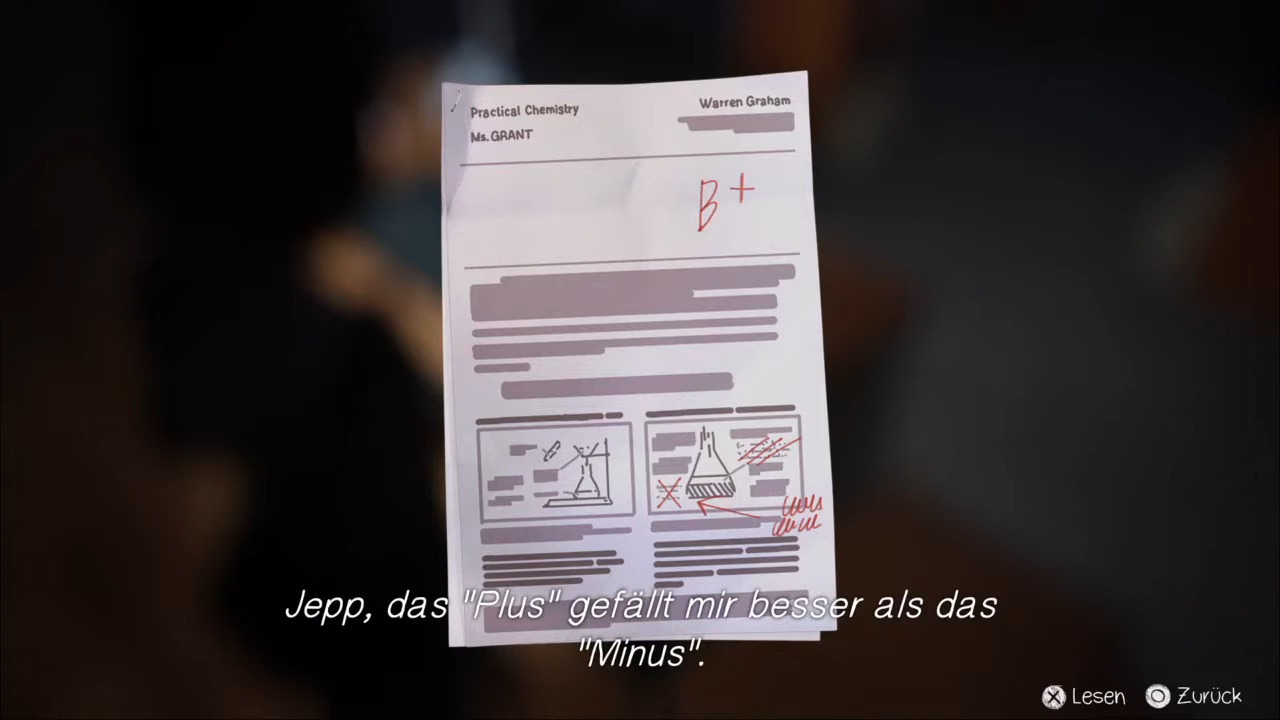 Practical Chemistry
Warren Graham
Ms. GRANT
B+
Jepp, das "Plus" gefällt mir besser als das
"Minus".
Lesen
Zurück